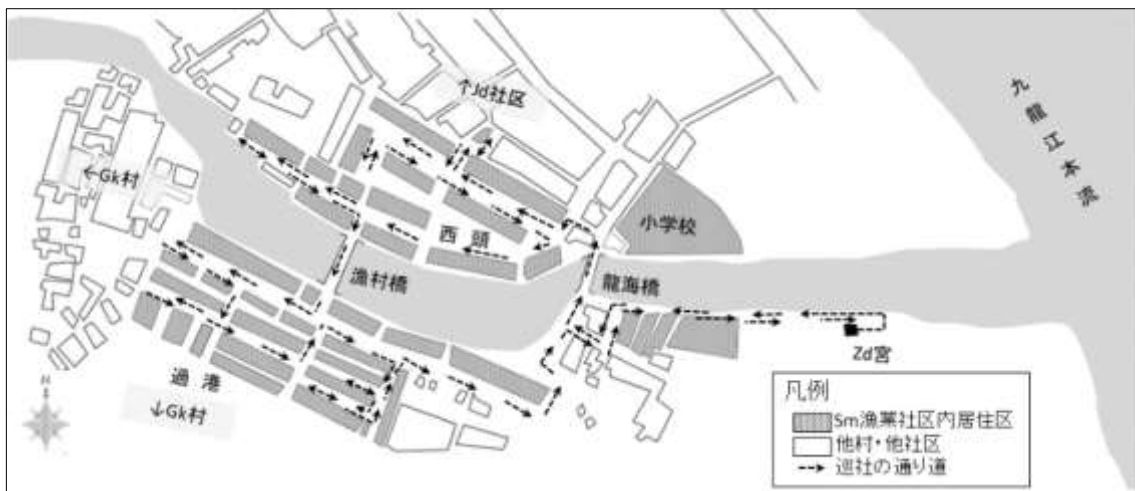 ↑Jd社区
九龍江本流
←Gk村
小学校
西頭
漁村橋
龍海橋
Zd宮
過港
↓Gk村
N
凡例
Sm漁業社区内居住区
他村・他社区
巡社の通り道